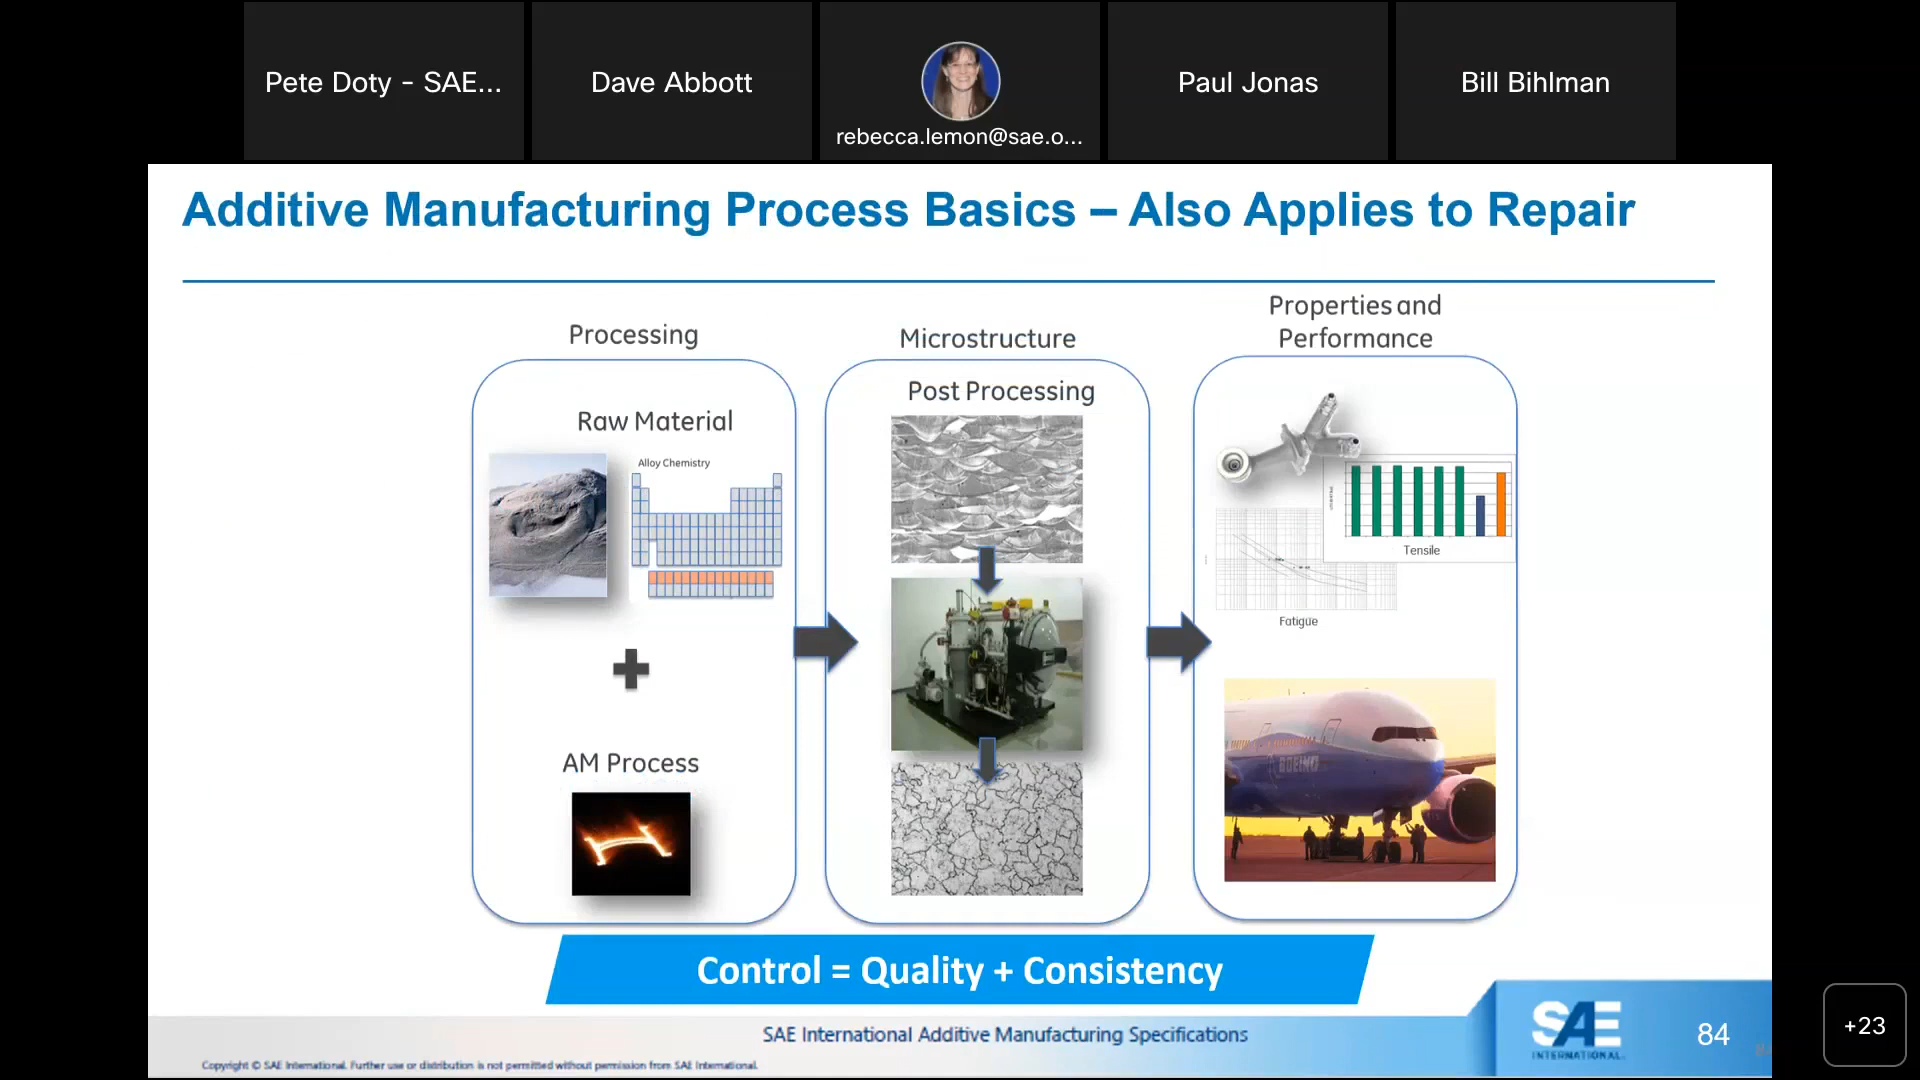 Pete Doty - SAE...
Dave Abbott
rebecca.lemon@sae.o...
Paul Jonas
Bill Bihlman
Additive Manufacturing Process Basics – Also Applies to Repair
Processing
Raw Material
Alloy Chemistry
AM Process
Microstructure
Post Processing
Properties and
Performance
Tensile
Fatigue
BOEING
Control = Quality + Consistency
SAE International Additive Manufacturing Specifications
Copyright © SAE International. Further use or distribution is not permitted without permission from SAE International.
SAE
INTERNATIONAL.
84
+23